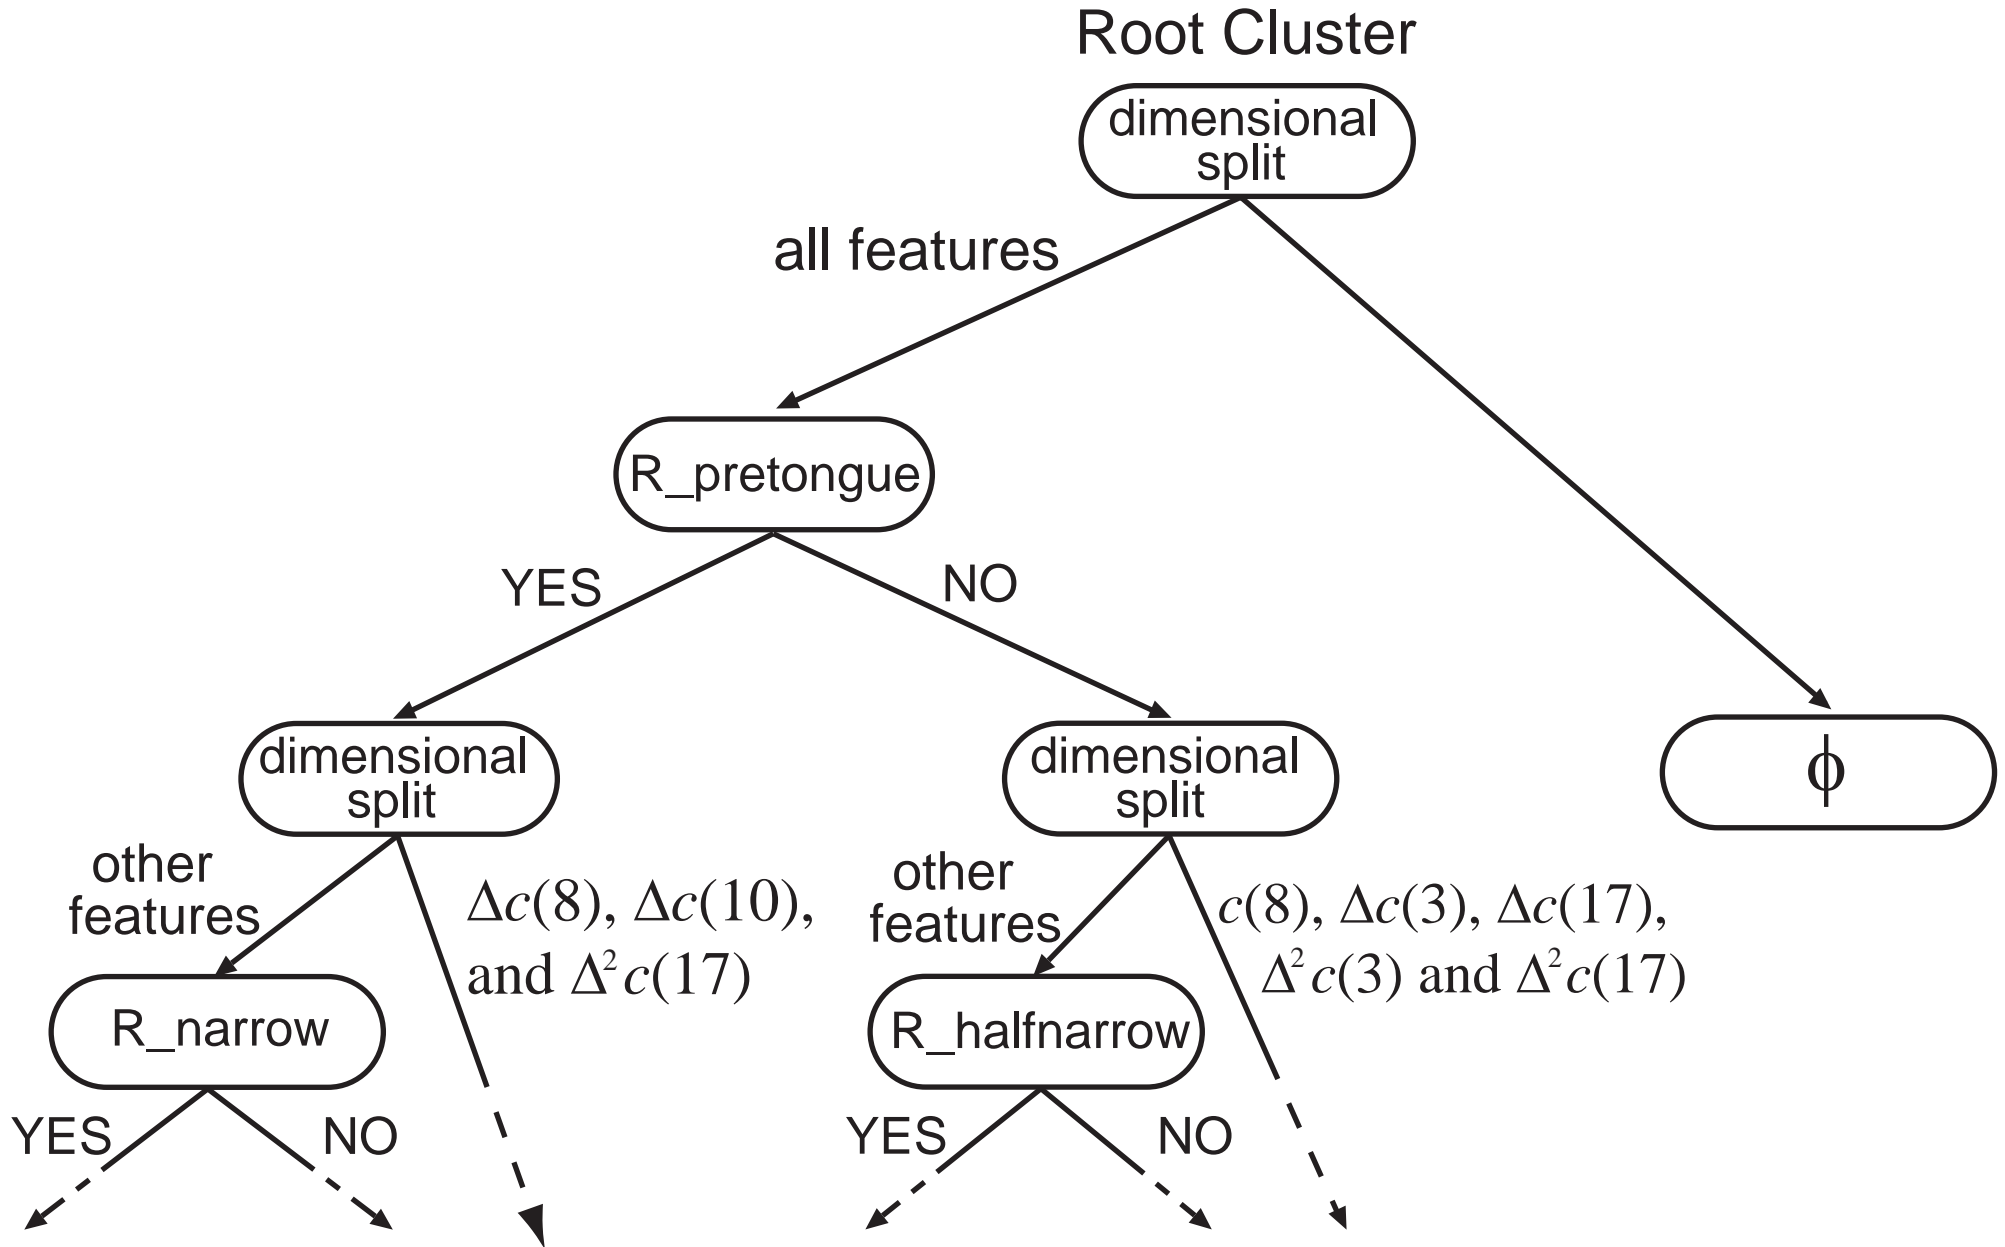 Root Cluster
dimensional
split
all features
R_pretongue
YES
NO
dimensional
split
dimensional
split
ϕ
other
features
Δc(8), Δc(10),
and Δ²c(17)
other
features
c(8), Δc(3), Δc(17),
Δ²c(3) and Δ²c(17)
R_narrow
R_halfnarrow
YES
NO
YES
NO